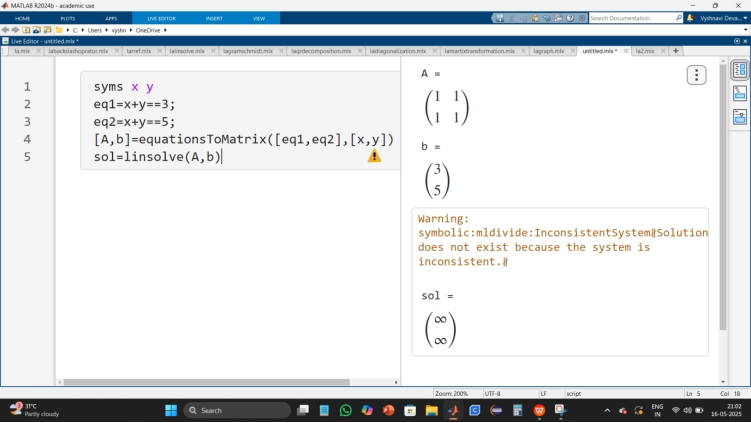 MATLAB R2024b - academic use
HOME PLOTS APPS LIVE EDITOR INSERT VIEW Search Documentation Vyshnavi Deva...
C: Users vyshn OneDrive
Live Editor - untitled.mlx *
la.mlx labackdashoprator.mlx larref.mlx lalinsolve.mlx lagramschmidt.mlx laqrdecomposition.mlx ladiagonalization.mlx lamartixtransformation.mlx lagraph.mlx untitled.mlx * la2.mlx
1 syms x y
2 eq1=x+y==3;
3 eq2=x+y==5;
4 [A,b]=equationsToMatrix([eq1,eq2],[x,y])
5 sol=linsolve(A,b)
A =
1 1
1 1
b =
3
5
Warning:
symbolic:mldivide:InconsistentSystem∦Solution
does not exist because the system is
inconsistent.∦
sol =
∞
∞
Zoom: 200% UTF-8 LF script Ln 5 Col 18
31°C
Partly cloudy
Search
ENG
IN
21:02
16-05-2025